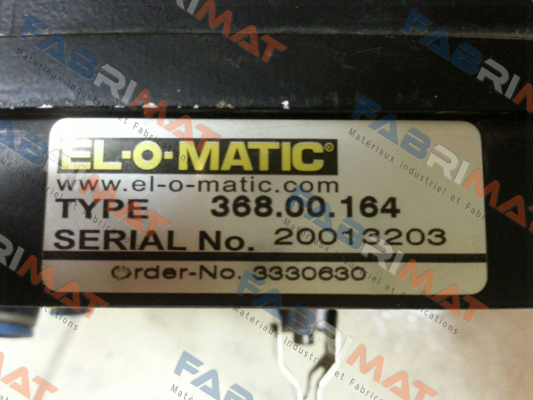 EL-O-MATIC®
www.el-o-matic.com
TYPE 368.00.164
SERIAL No. 20013203
Order-No. 3330630
FABRIMAT
Matériaux Industriel et Fabrications